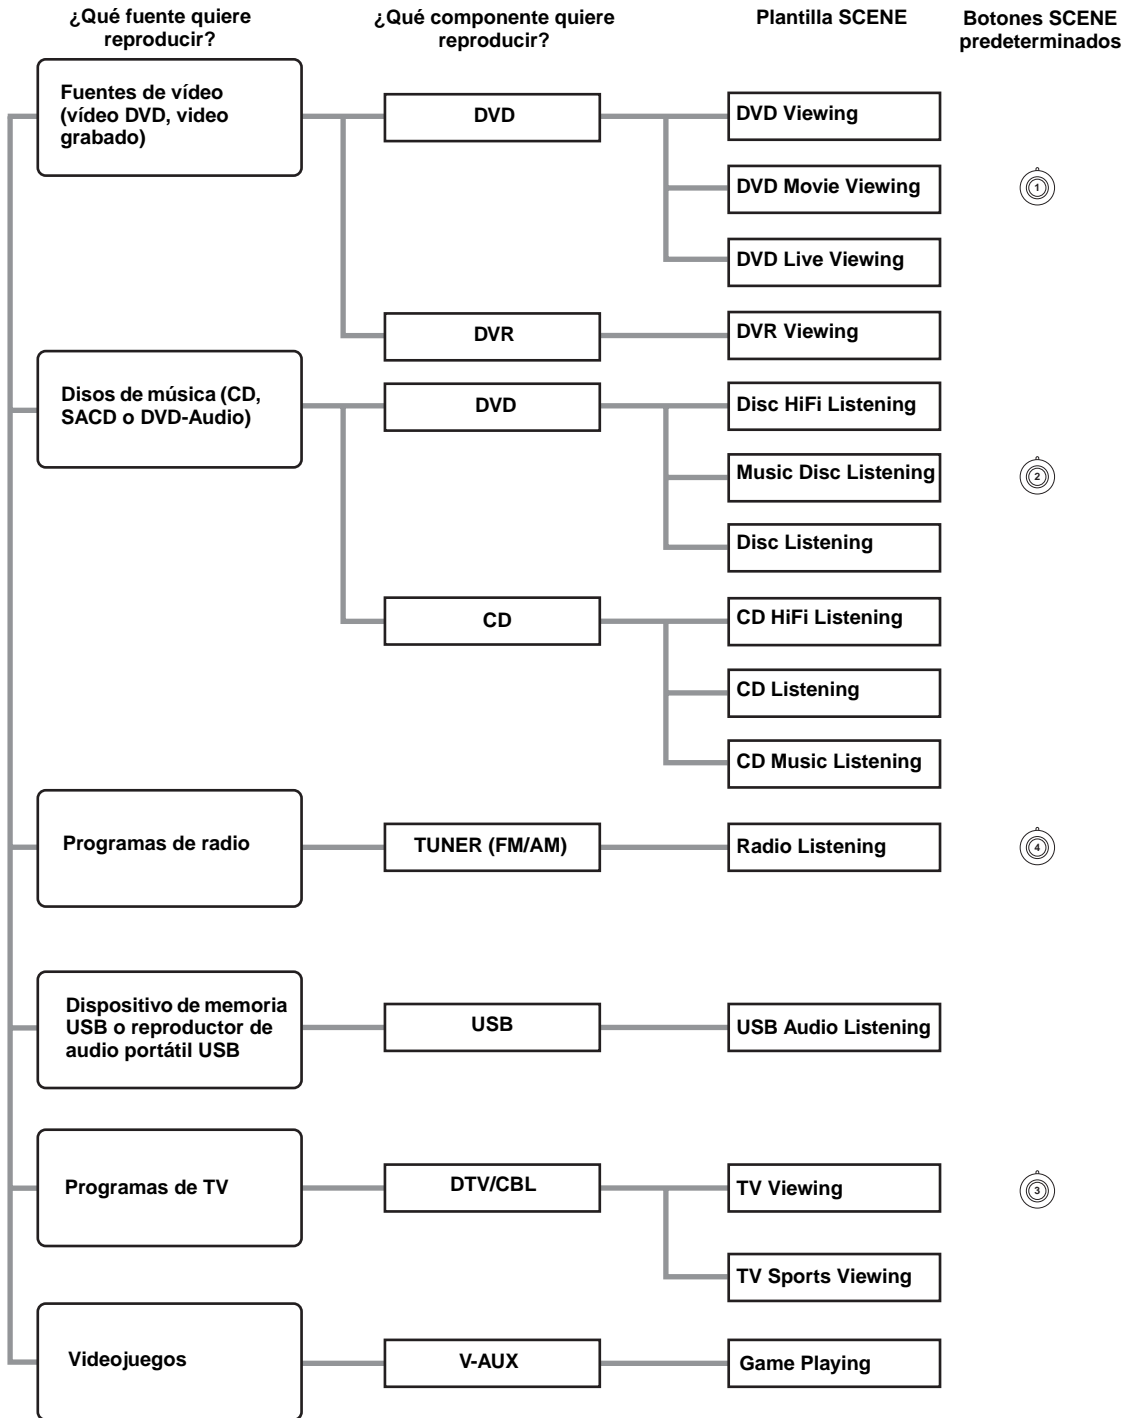 ¿Qué fuente quiere
reproducir?
¿Qué componente quiere
reproducir?
Plantilla SCENE
Botones SCENE
predeterminados
Fuentes de vídeo
(vídeo DVD, video
grabado)
DVD
DVD Viewing
DVD Movie Viewing
1
DVD Live Viewing
DVR
DVR Viewing
Disos de música (CD,
SACD o DVD-Audio)
DVD
Disc HiFi Listening
Music Disc Listening
2
Disc Listening
CD
CD HiFi Listening
CD Listening
CD Music Listening
Programas de radio
TUNER (FM/AM)
Radio Listening
4
Dispositivo de memoria
USB o reproductor de
audio portátil USB
USB
USB Audio Listening
Programas de TV
DTV/CBL
TV Viewing
3
TV Sports Viewing
Videojuegos
V-AUX
Game Playing